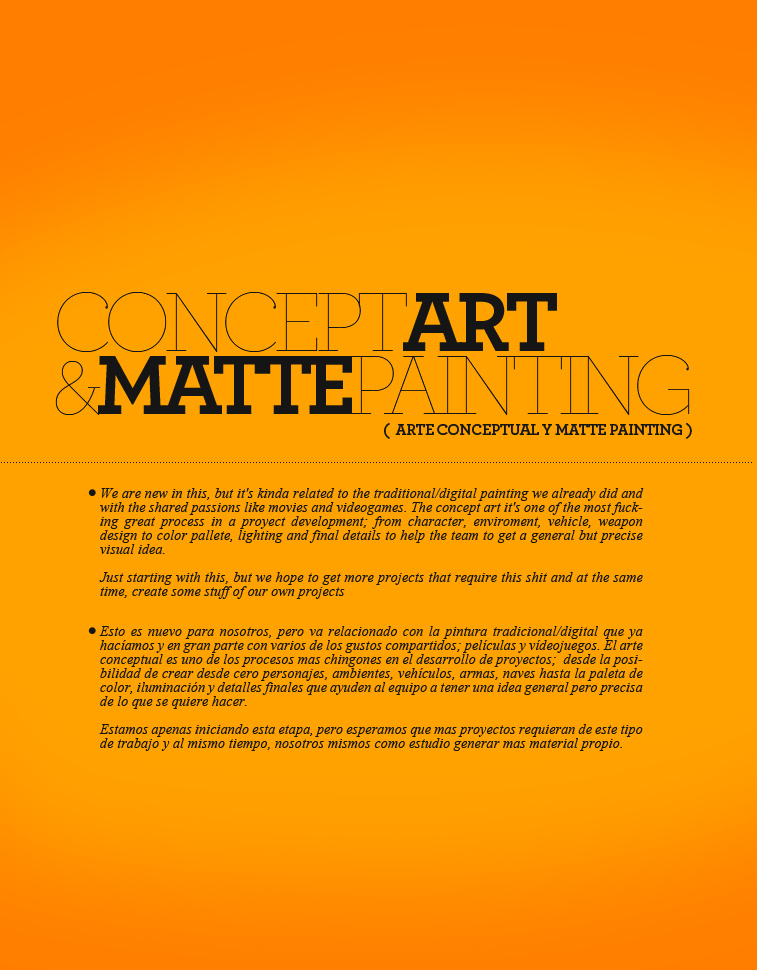 CONCEPTART
&MATTEPAINTING
( ARTE CONCEPTUAL Y MATTE PAINTING )
• We are new in this, but it's kinda related to the traditional/digital painting we already did and
with the shared passions like movies and videogames. The concept art it's one of the most fuck-
ing great process in a proyect development; from character, enviroment, vehicle, weapon
design to color pallete, lighting and final details to help the team to get a general but precise
visual idea.
Just starting with this, but we hope to get more projects that require this shit and at the same
time, create some stuff of our own projects
• Esto es nuevo para nosotros, pero va relacionado con la pintura tradicional/digital que ya
hacíamos y en gran parte con varios de los gustos compartidos; películas y videojuegos. El arte
conceptual es uno de los procesos mas chingones en el desarrollo de proyectos; desde la posi-
bilidad de crear desde cero personajes, ambientes, vehículos, armas, naves hasta la paleta de
color, iluminación y detalles finales que ayuden al equipo a tener una idea general pero precisa
de lo que se quiere hacer.
Estamos apenas iniciando esta etapa, pero esperamos que mas proyectos requieran de este tipo
de trabajo y al mismo tiempo, nosotros mismos como estudio generar mas material propio.